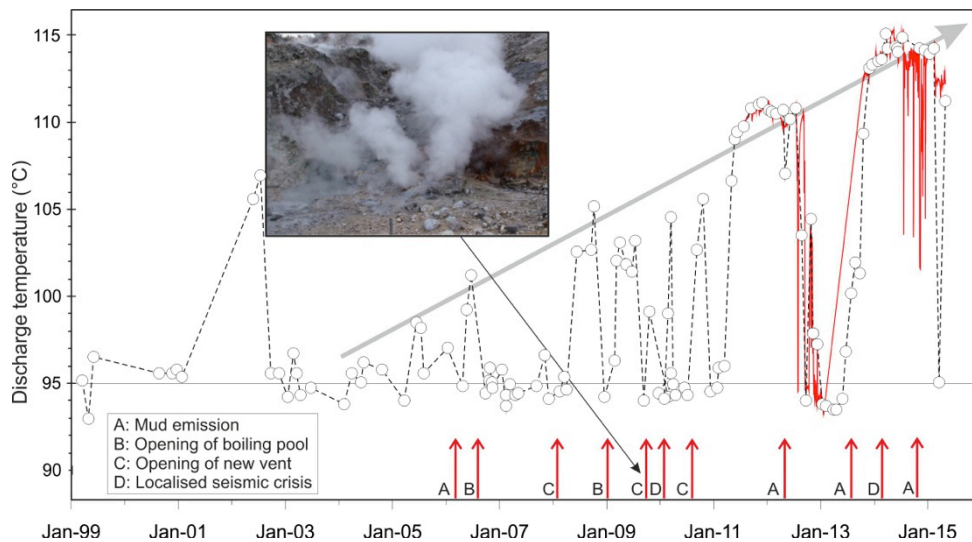 Discharge temperature (°C)
115
110
105
100
95
90
A: Mud emission
B: Opening of boiling pool
C: Opening of new vent
D: Localised seismic crisis
A B C B C D C A A D A
Jan-99 Jan-01 Jan-03 Jan-05 Jan-07 Jan-09 Jan-11 Jan-13 Jan-15